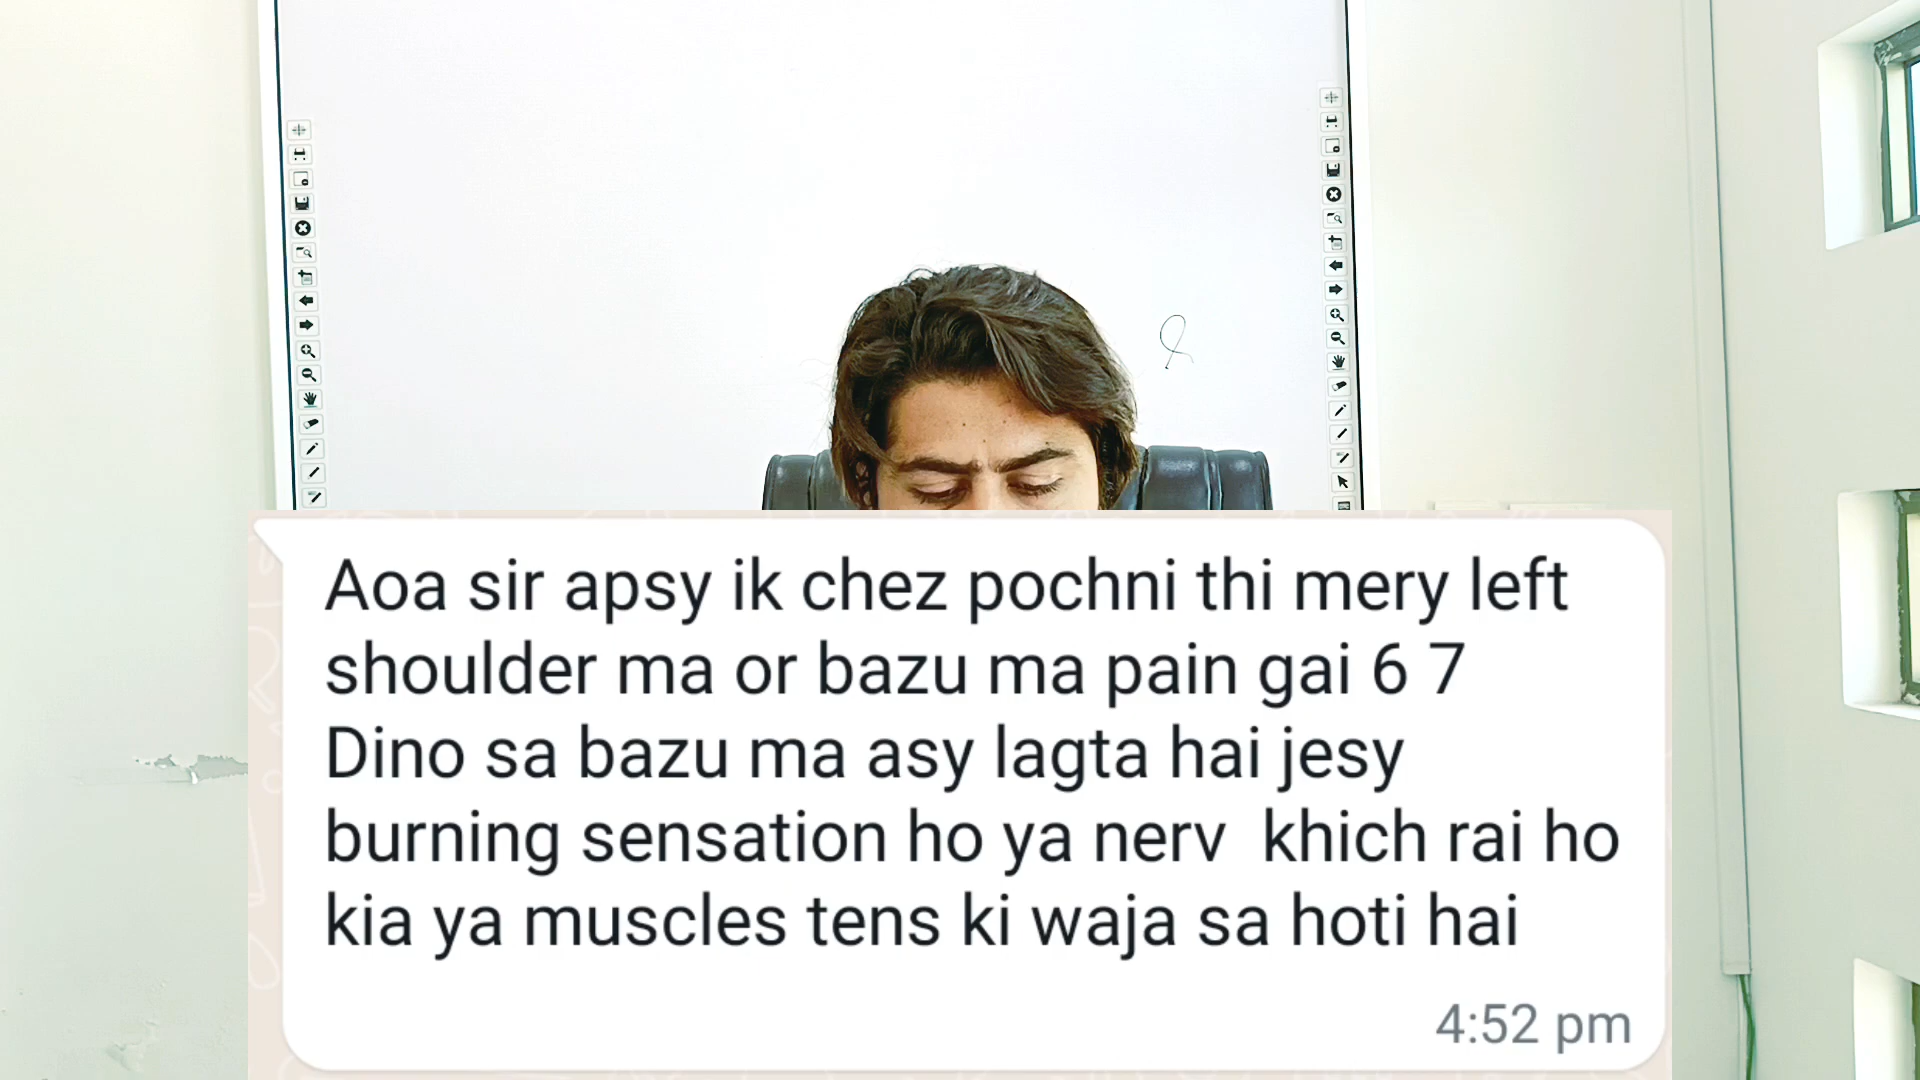 Aoa sir apsy ik chez pochni thi mery left
shoulder ma or bazu ma pain gai 6 7
Dino sa bazu ma asy lagta hai jesy
burning sensation ho ya nerv  khich rai ho
kia ya muscles tens ki waja sa hoti hai
4:52 pm